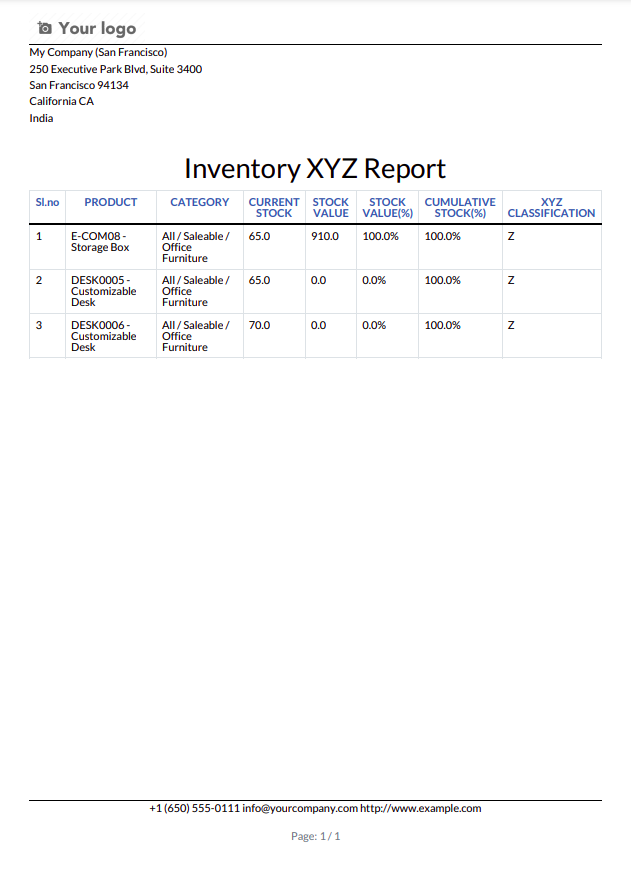 Your logo
My Company (San Francisco)
250 Executive Park Blvd, Suite 3400
San Francisco 94134
California CA
India
Inventory XYZ Report
Sl.no PRODUCT CATEGORY CURRENT STOCK STOCK VALUE STOCK VALUE(%) CUMULATIVE STOCK(%) XYZ CLASSIFICATION
1 E-COM08 - All / Saleable / 65.0 910.0 100.0% 100.0% Z
Storage Box Office
Furniture
2 DESK0005 - All / Saleable / 65.0 0.0 0.0% 100.0% Z
Customizable Office
Desk Furniture
3 DESK0006 - All / Saleable / 70.0 0.0 0.0% 100.0% Z
Customizable Office
Desk Furniture
+1 (650) 555-0111 info@yourcompany.com http://www.example.com
Page: 1 / 1